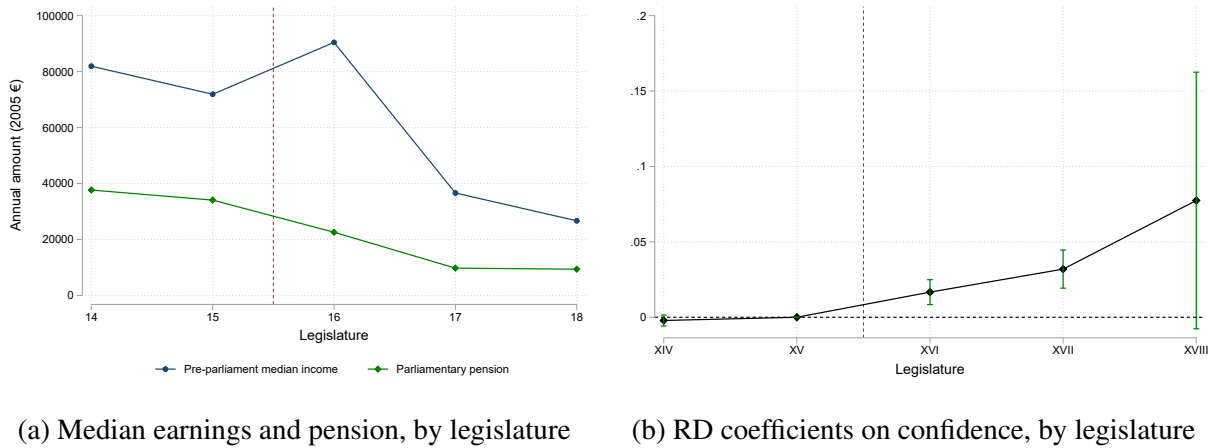 100000
80000
60000
40000
20000
0
Annual amount (2005 €)
14 15 16 17 18
Legislature
Pre-parliament median income Parliamentary pension
(a) Median earnings and pension, by legislature
.2
.15
.1
.05
0
XIV XV XVI XVII XVIII
Legislature
(b) RD coefficients on confidence, by legislature